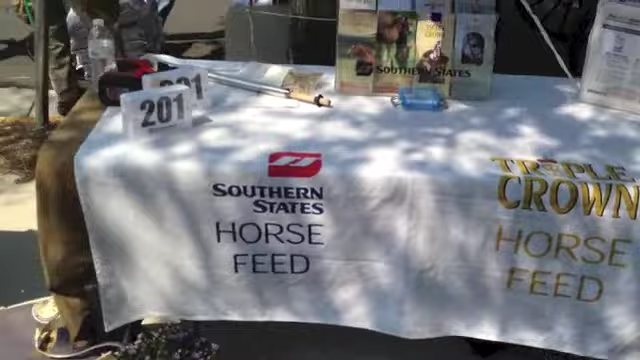 SOUTHERN STATES
201
201
SOUTHERN
STATES
HORSE
FEED
TRIPLE
CROWN
HORSE
FEED